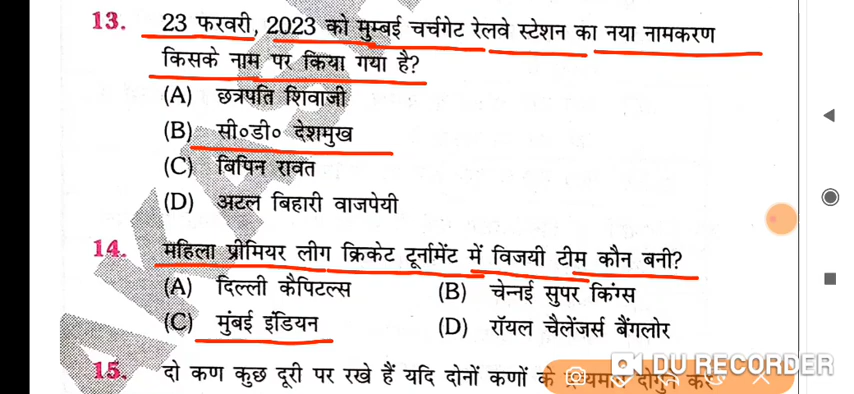 13. 23 फरवरी, 2023 को मुम्बई चर्चगेट रेलवे स्टेशन का नया नामकरण
किसके नाम पर किया गया है?
(A) छत्रपति शिवाजी
(B) सी०डी० देशमुख
(C) बिपिन रावत
(D) अटल बिहारी वाजपेयी
14. महिला प्रीमियर लीग क्रिकेट टूर्नामेंट में विजयी टीम कौन बनी?
(A) दिल्ली कैपिटल्स (B) चेन्नई सुपर किंग्स
(C) मुंबई इंडियन (D) रॉयल चैलेंजर्स बैंगलोर
DU RECORDER
15. दो कण कुछ दूरी पर रखे हैं यदि दोनों कणों के